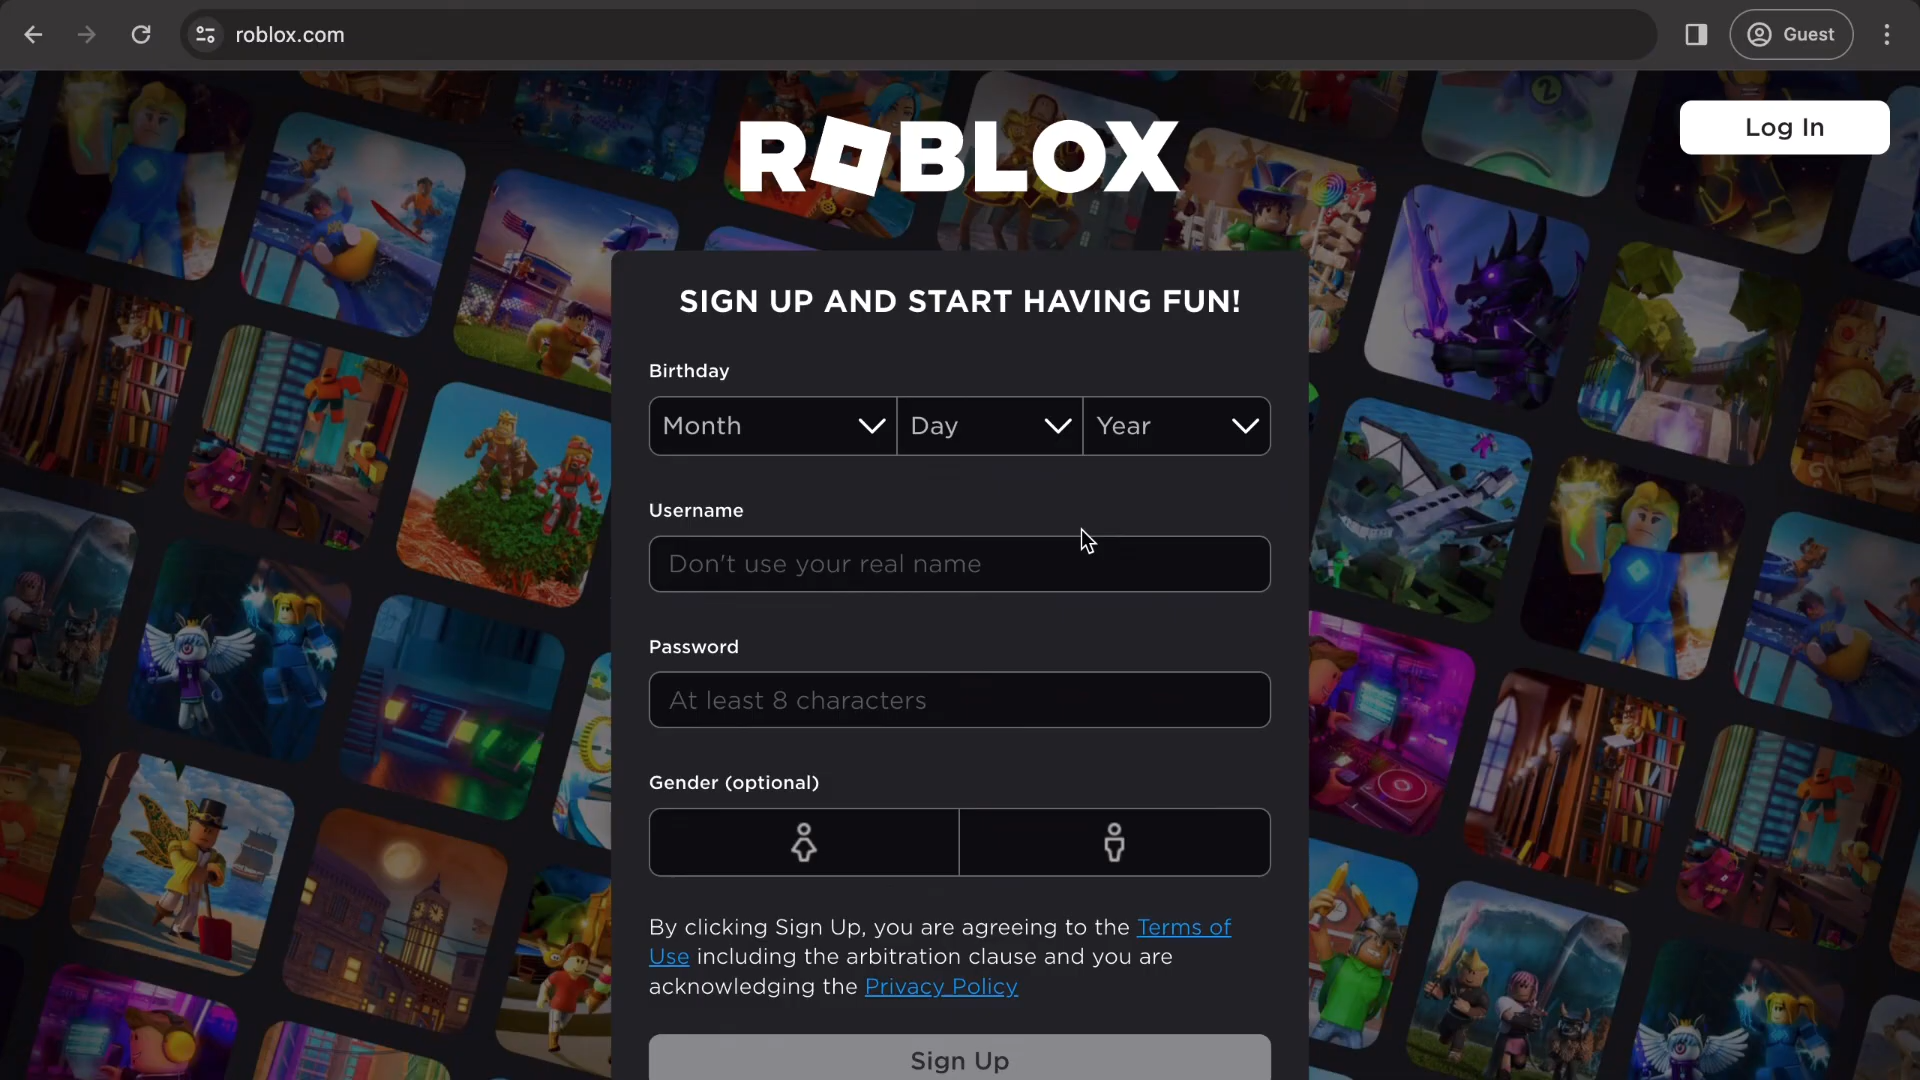 roblox.com
Guest
Log In
ROBLOX
SIGN UP AND START HAVING FUN!
Birthday
Month Day Year
Username
Don't use your real name
Password
At least 8 characters
Gender (optional)
By clicking Sign Up, you are agreeing to the Terms of
Use including the arbitration clause and you are
acknowledging the Privacy Policy
Sign Up